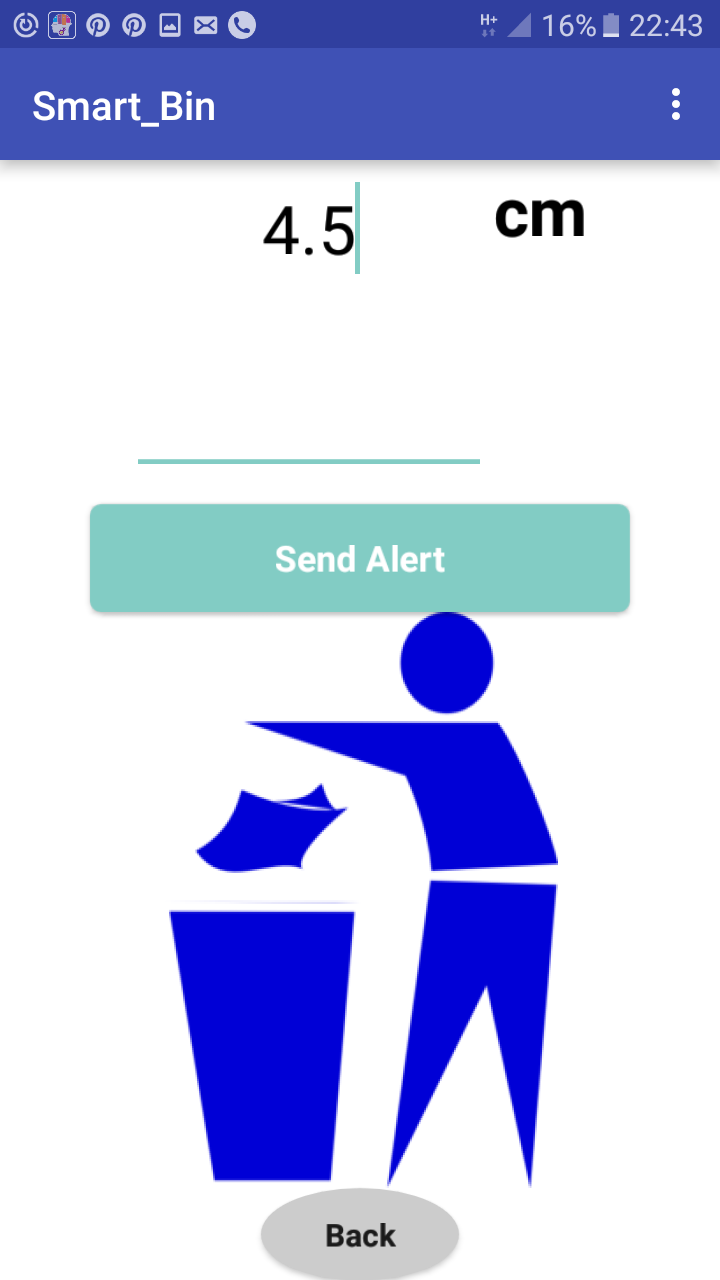 H+ 16% 22:43
Smart_Bin
4.5 cm
Send Alert
Back